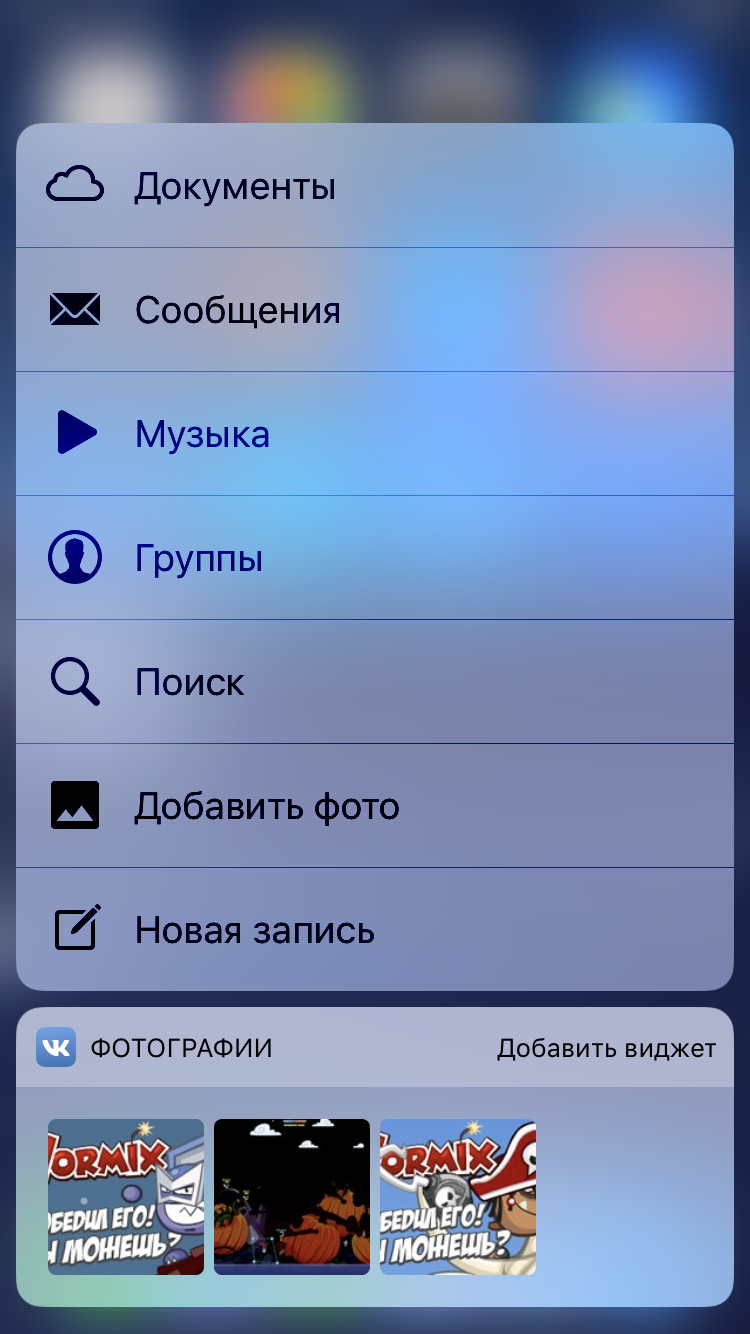 Документы
Сообщения
Музыка
Группы
Поиск
Добавить фото
Новая запись
ФОТОГРАФИИ
Добавить виджет
ORMIX
ОБЕДИЛ ЕГО!
МОЖЕШЬ?
ORMIX
БЕДИЛ ЕГО!
МОЖЕШЬ?